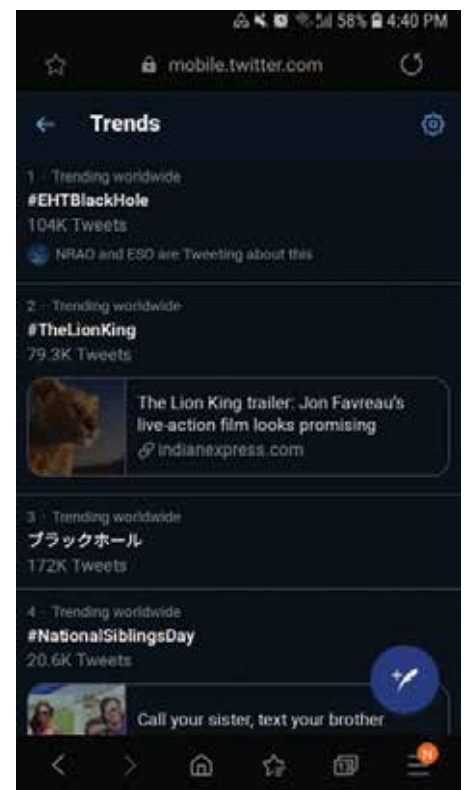 58% 4:40 PM
mobile.twitter.com
Trends
1 · Trending worldwide
#EHTBlackHole
104K Tweets
NRAO and ESO are Tweeting about this
2 · Trending worldwide
#TheLionKing
79.3K Tweets
The Lion King trailer: Jon Favreau's
live-action film looks promising
indianexpress.com
3 · Trending worldwide
ブラックホール
172K Tweets
4 · Trending worldwide
#NationalSiblingsDay
20.6K Tweets
Call your sister, text your brother
N